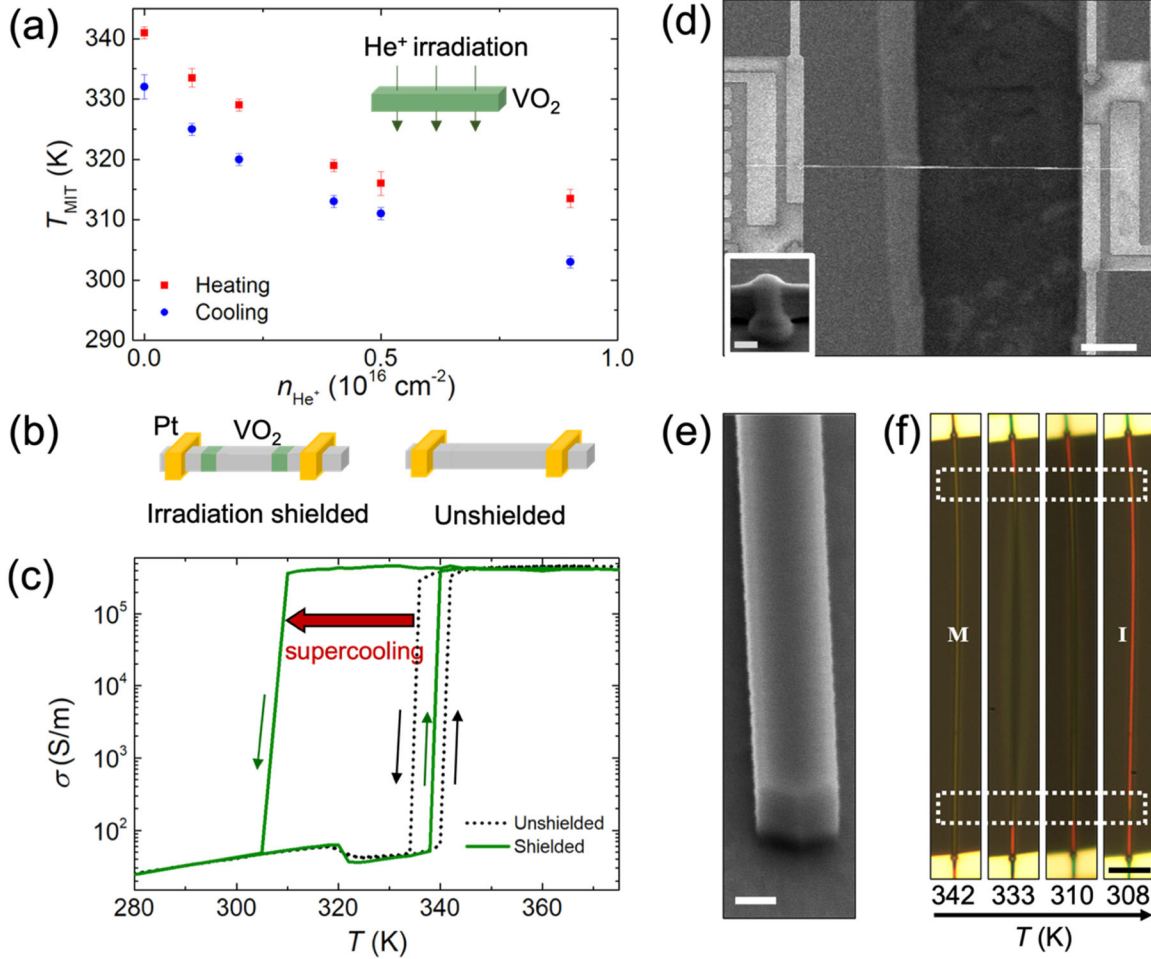 (a)
340
330
320
310
300
290
T_MIT (K)
He⁺ irradiation
VO₂
Heating
Cooling
0.0 0.5 1.0
n_He⁺ (10¹⁶ cm⁻²)
(b)
Pt VO₂
Irradiation shielded
Unshielded
(c)
10⁵
10⁴
10³
10²
σ (S/m)
supercooling
Unshielded
Shielded
280 300 320 340 360
T (K)
(d)
(e)
(f)
M I
342 333 310 308
T (K)